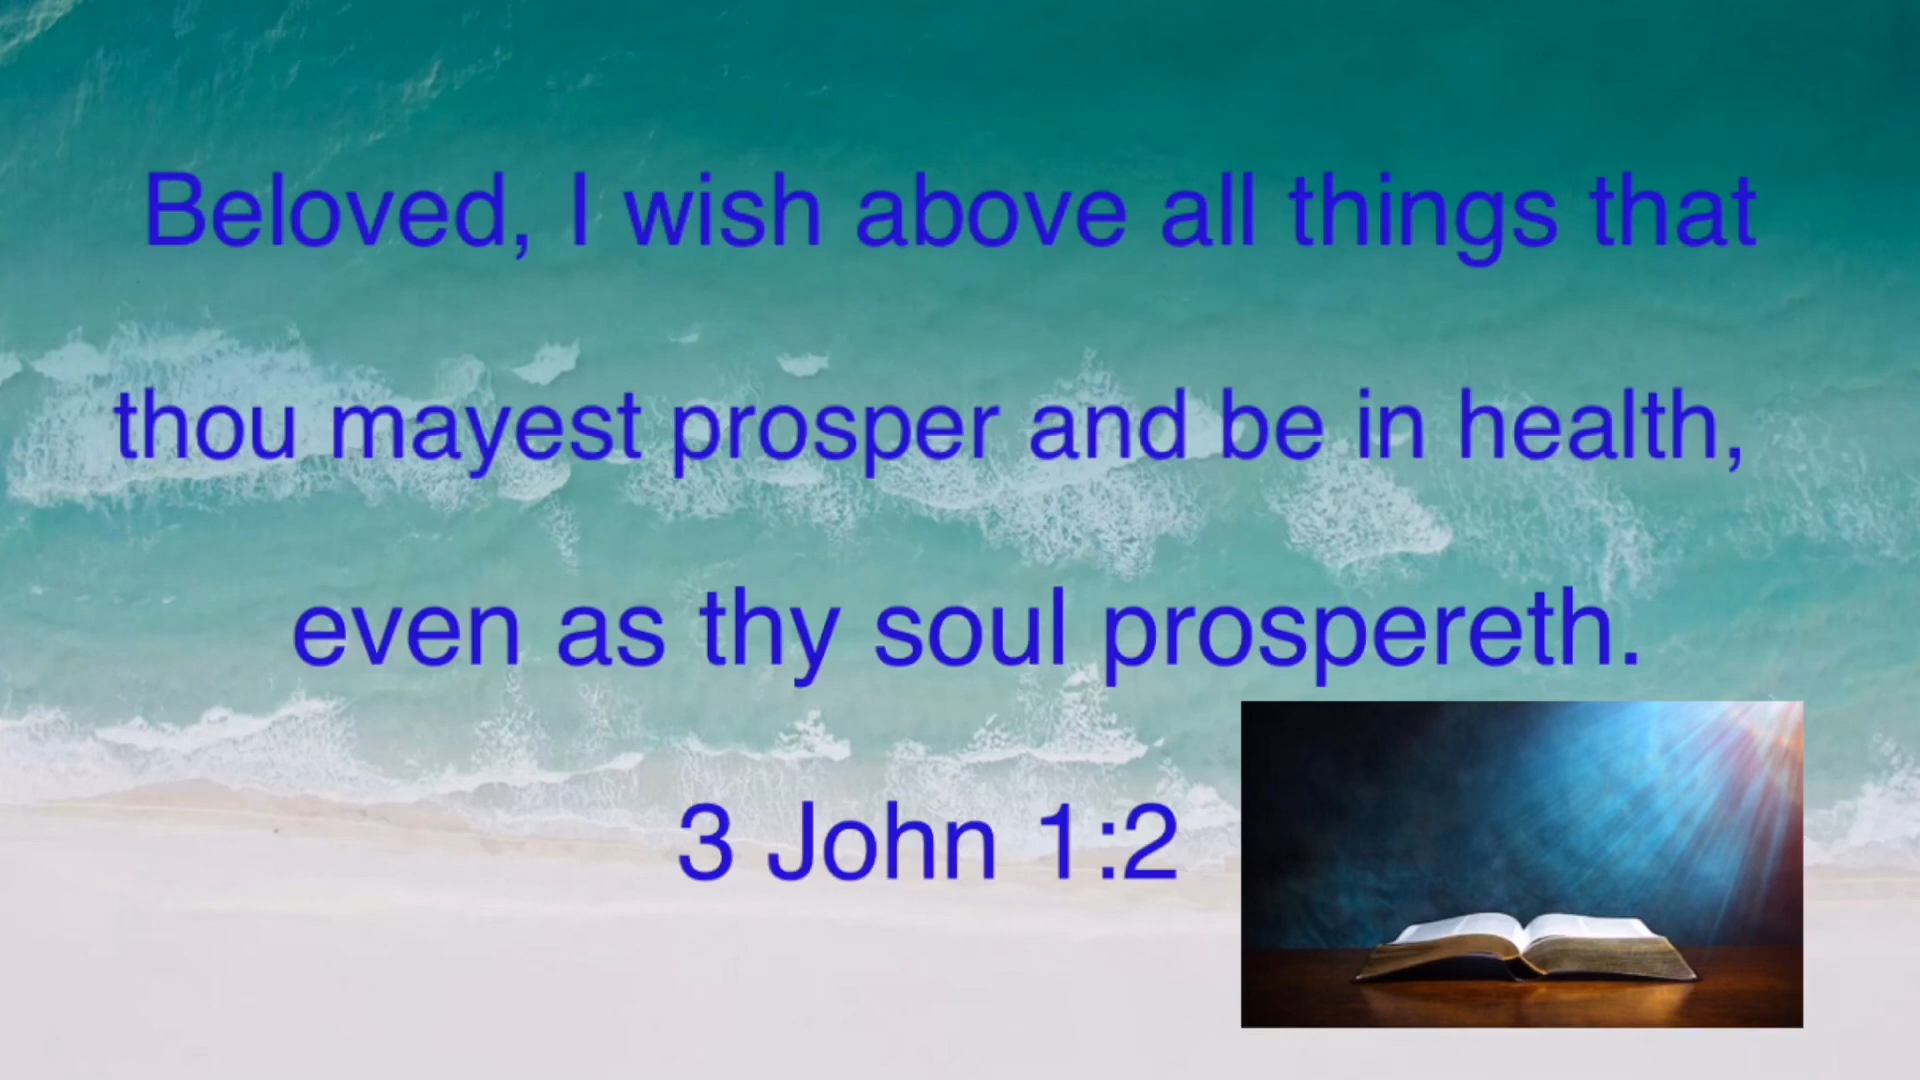 Beloved, I wish above all things that
thou mayest prosper and be in health,
even as thy soul prospereth.
3 John 1:2